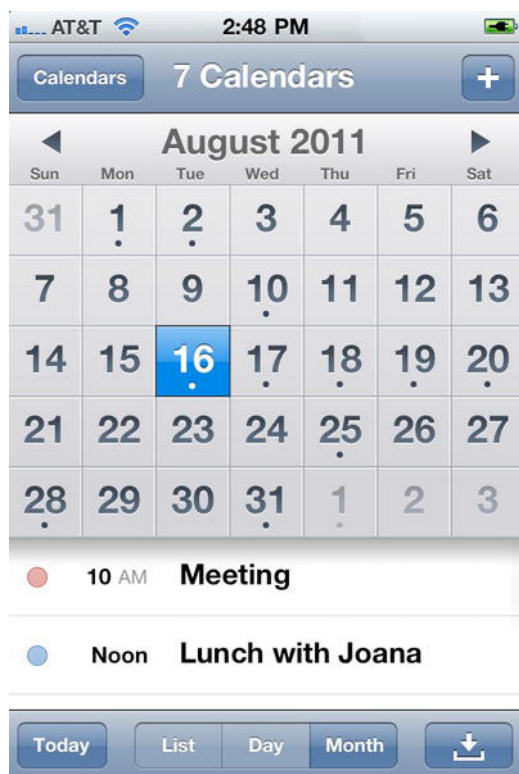 AT&T 2:48 PM
Calendars 7 Calendars +
August 2011
Sun Mon Tue Wed Thu Fri Sat
31 1 2 3 4 5 6
7 8 9 10 11 12 13
14 15 16 17 18 19 20
21 22 23 24 25 26 27
28 29 30 31 1 2 3
10 AM Meeting
Noon Lunch with Joana
Today List Day Month